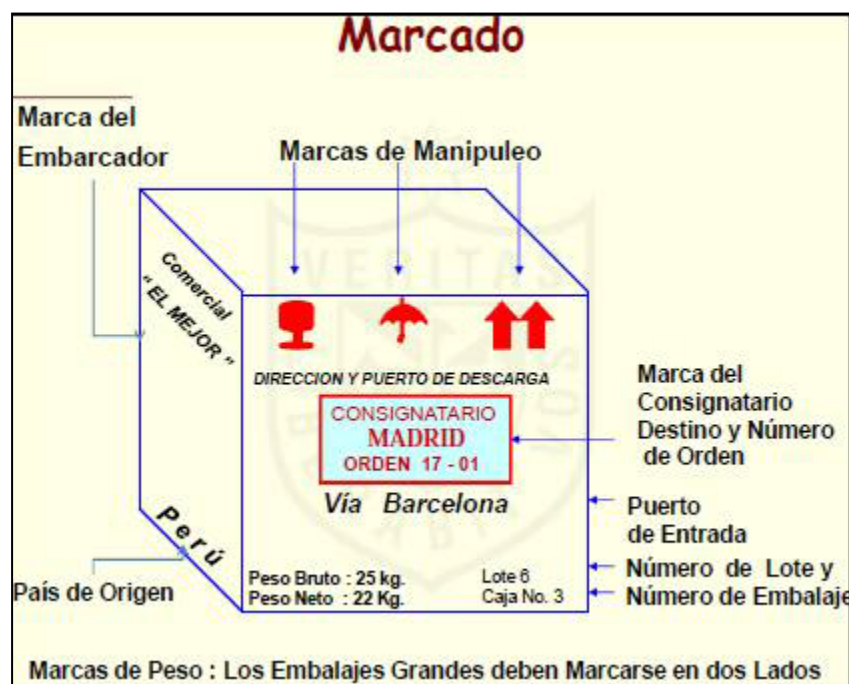 Marcado
Marca del
Embarcador
Marcas de Manipuleo
Comercial
" EL MEJOR "
DIRECCION Y PUERTO DE DESCARGA
CONSIGNATARIO
MADRID
ORDEN 17 - 01
Vía Barcelona
Marca del
Consignatario
Destino y Número
de Orden
Puerto
de Entrada
Perú
País de Origen
Peso Bruto : 25 kg.
Peso Neto : 22 Kg.
Lote 6
Caja No. 3
Número de Lote y
Número de Embalaje
Marcas de Peso : Los Embalajes Grandes deben Marcarse en dos Lados
VERITAS